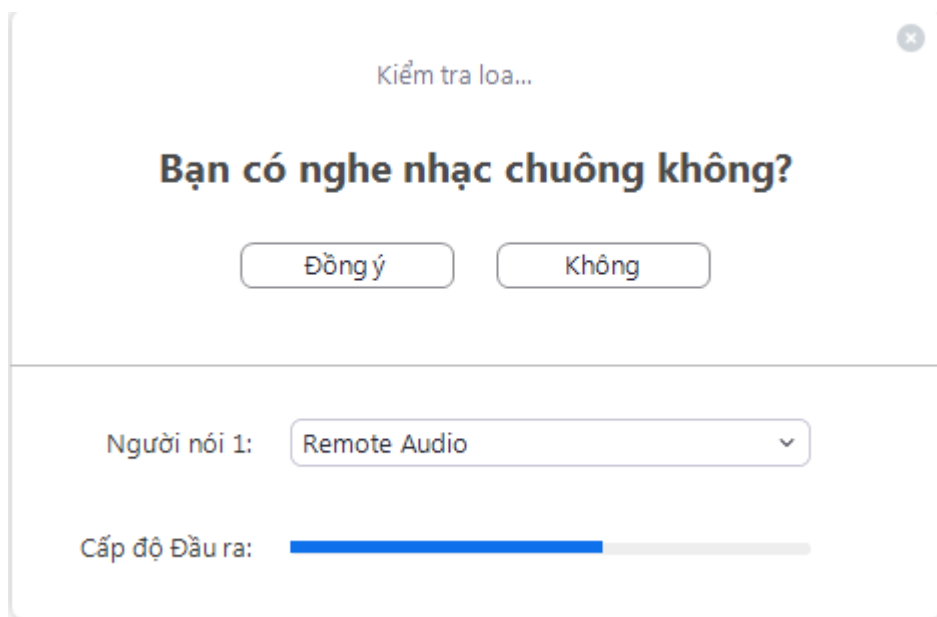 Kiểm tra loa...
Bạn có nghe nhạc chuông không?
Đồng ý
Không
Người nói 1:
Remote Audio
Cấp độ Đầu ra: